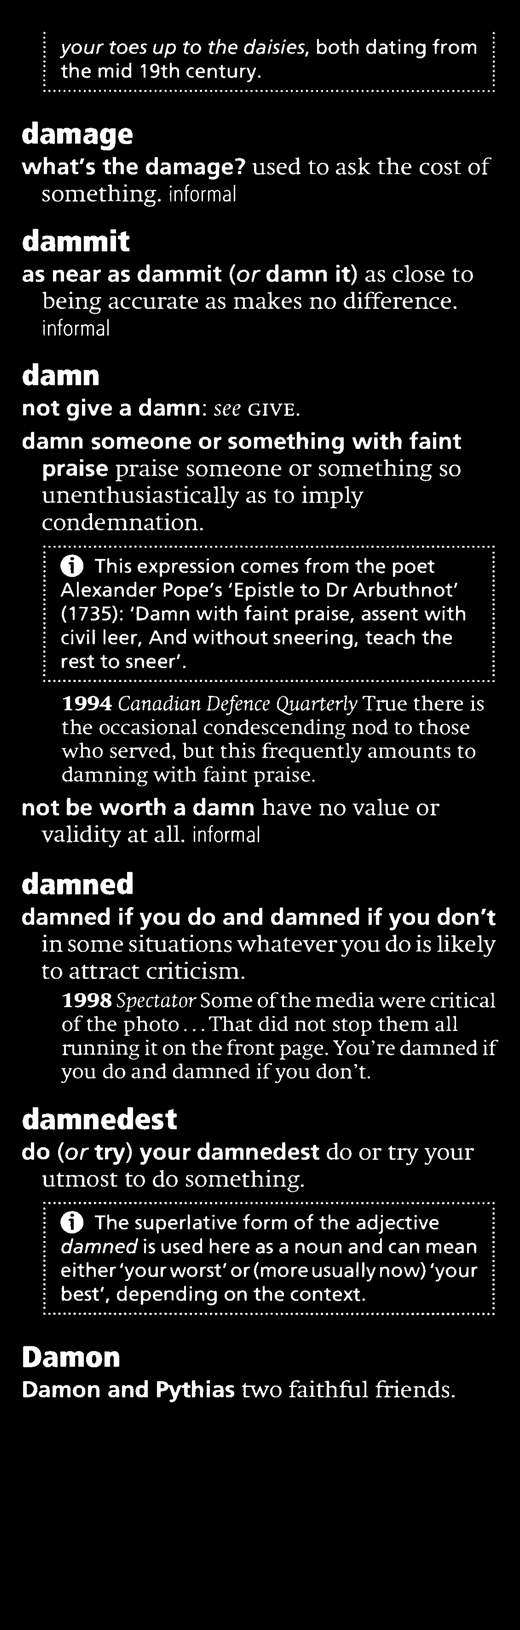 your toes up to the daisies, both dating from
the mid 19th century.
damage
what's the damage? used to ask the cost of
something. informal
dammit
as near as dammit (or damn it) as close to
being accurate as makes no difference.
informal
damn
not give a damn: see GIVE.
damn someone or something with faint
praise praise someone or something so
unenthusiastically as to imply
condemnation.
i This expression comes from the poet
Alexander Pope's 'Epistle to Dr Arbuthnot'
(1735): 'Damn with faint praise, assent with
civil leer, And without sneering, teach the
rest to sneer'.
1994 Canadian Defence Quarterly True there is
the occasional condescending nod to those
who served, but this frequently amounts to
damning with faint praise.
not be worth a damn have no value or
validity at all. informal
damned
damned if you do and damned if you don't
in some situations whatever you do is likely
to attract criticism.
1998 Spectator Some of the media were critical
of the photo...That did not stop them all
running it on the front page. You're damned if
you do and damned if you don't.
damnedest
do (or try) your damnedest do or try your
utmost to do something.
i The superlative form of the adjective
damned is used here as a noun and can mean
either 'your worst' or (more usually now) 'your
best', depending on the context.
Damon
Damon and Pythias two faithful friends.